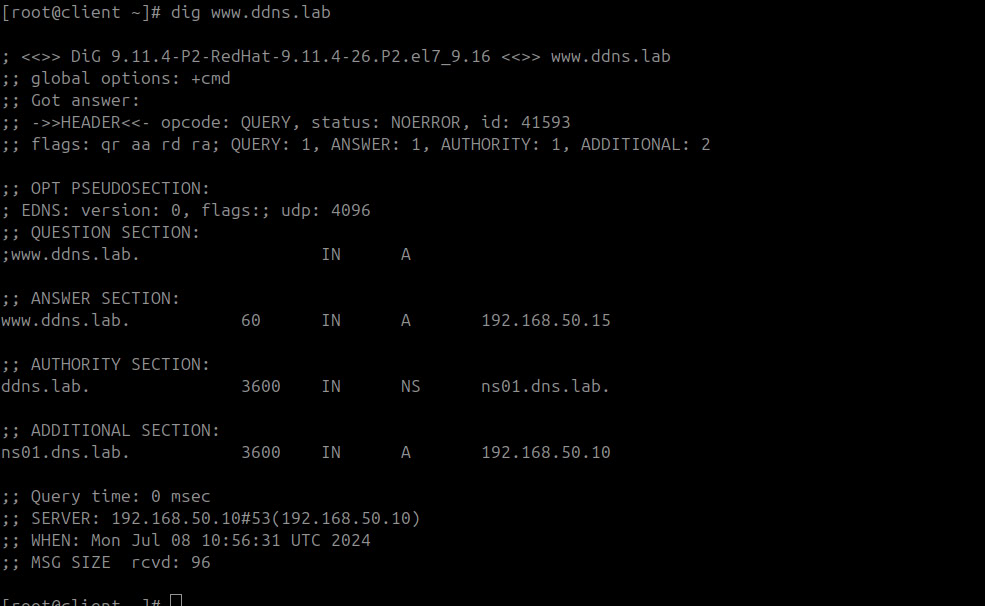 [root@client ~]# dig www.ddns.lab
; <<>> DiG 9.11.4-P2-RedHat-9.11.4-26.P2.el7_9.16 <<>> www.ddns.lab
;; global options: +cmd
;; Got answer:
;; ->>HEADER<<- opcode: QUERY, status: NOERROR, id: 41593
;; flags: qr aa rd ra; QUERY: 1, ANSWER: 1, AUTHORITY: 1, ADDITIONAL: 2
;; OPT PSEUDOSECTION:
; EDNS: version: 0, flags:; udp: 4096
;; QUESTION SECTION:
;www.ddns.lab. IN A
;; ANSWER SECTION:
www.ddns.lab. 60 IN A 192.168.50.15
;; AUTHORITY SECTION:
ddns.lab. 3600 IN NS ns01.dns.lab.
;; ADDITIONAL SECTION:
ns01.dns.lab. 3600 IN A 192.168.50.10
;; Query time: 0 msec
;; SERVER: 192.168.50.10#53(192.168.50.10)
;; WHEN: Mon Jul 08 10:56:31 UTC 2024
;; MSG SIZE rcvd: 96
[root@client ~]#